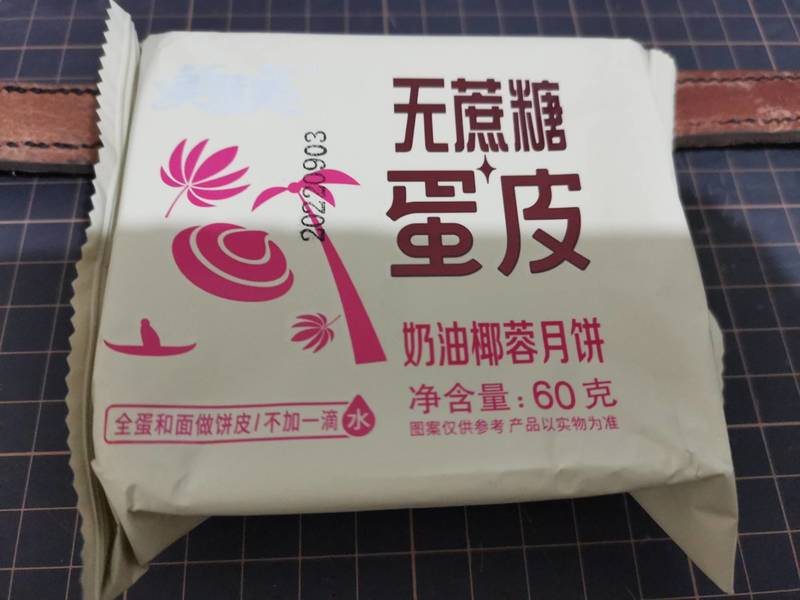 无蔗糖
蛋皮
20220903
奶油椰蓉月饼
净含量：60克
图案仅供参考 产品以实物为准
全蛋和面做饼皮/不加一滴水